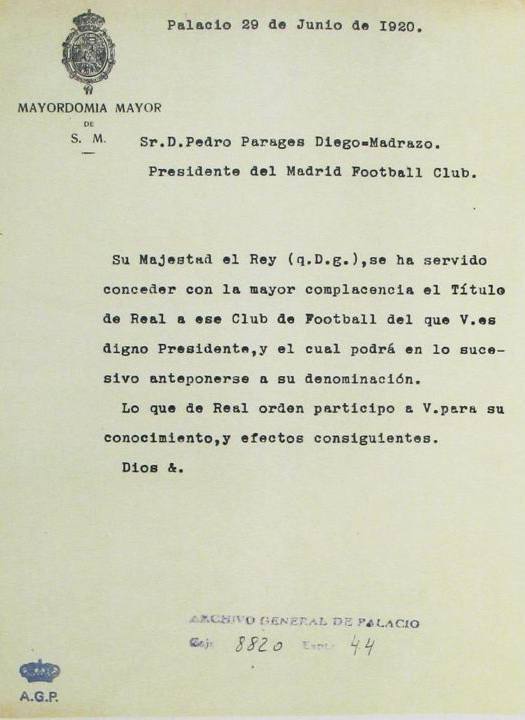 Palacio 29 de Junio de I920.
MAYORDOMIA MAYOR
DE
S. M.
Sr.D.Pedro Parages Diego=Madrazo.
Presidente del Madrid Football Club.
Su Majestad el Rey (q.D.g.),se ha servido
conceder con la mayor complacencia el Título
de Real a ese Club de Football del que V.es
digno Presidente,y el cual podrá en lo suce-
sivo anteponerse a su denominación.
Lo que de Real orden participo a V.para su
conocimiento,y efectos consiguientes.
Dios &.
ARCHIVO GENERAL DE PALACIO
Caja 8820 Expte. 44
A.G.P.